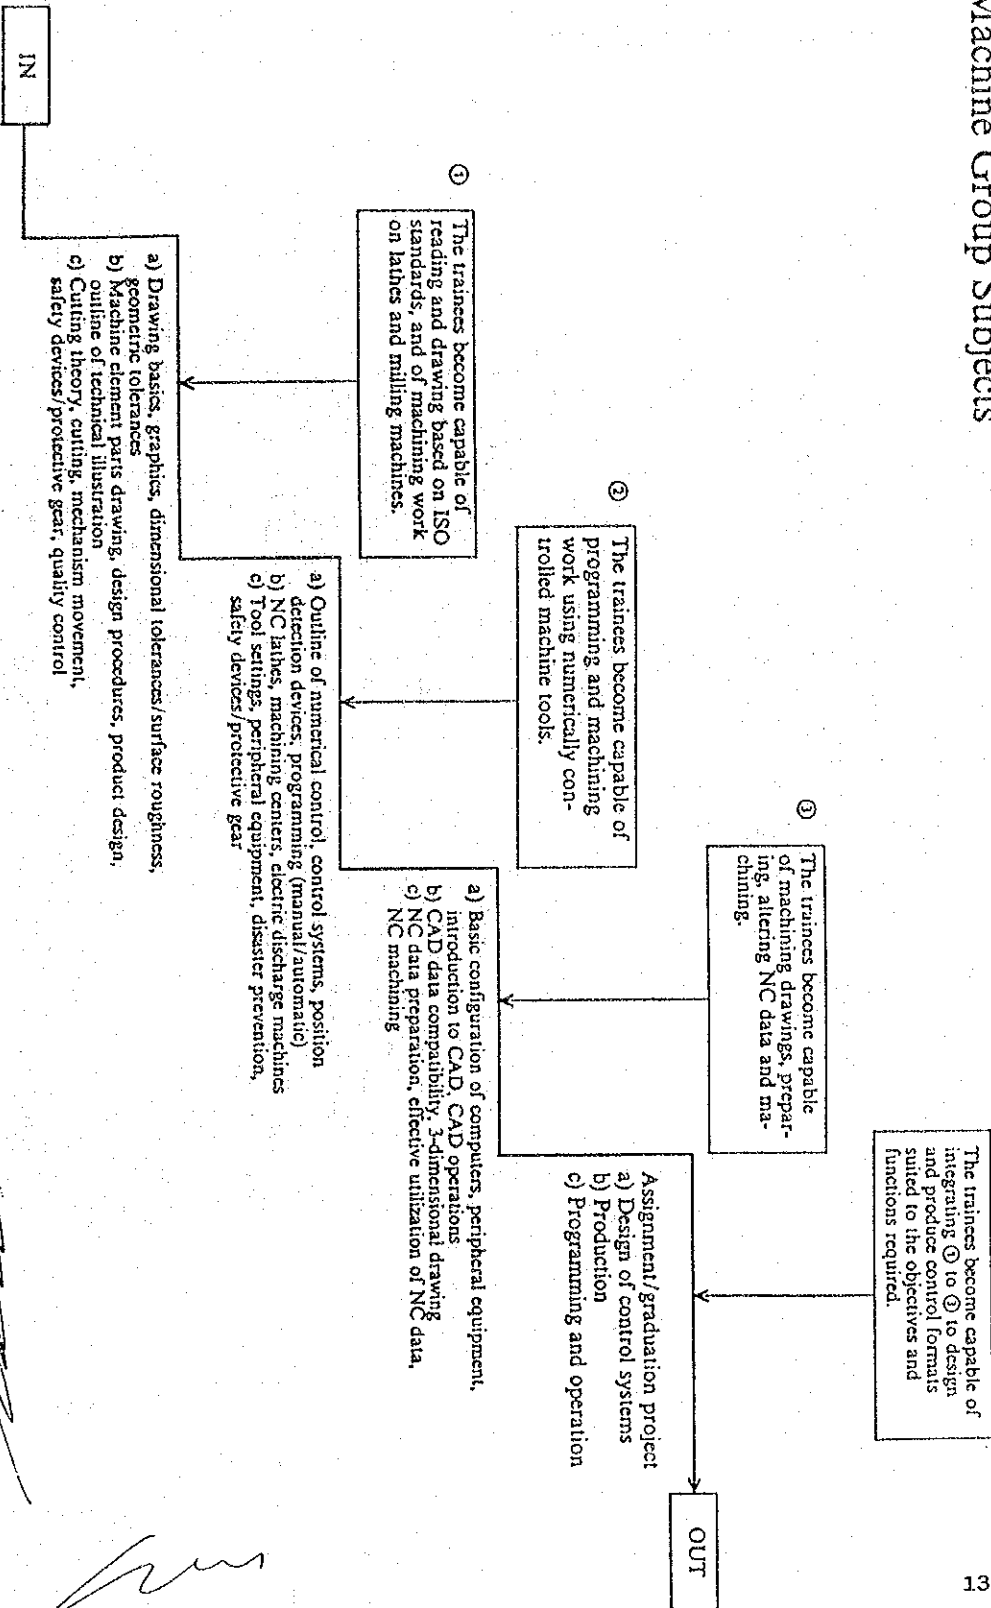 Machine Group Subjects
IN
①
The trainees become capable of
reading and drawing based on ISO
standards, and of machining work
on lathes and milling machines.
a) Drawing basics, graphics, dimensional tolerances/surface roughness,
geometric tolerances
b) Machine element parts drawing, design procedures, product design,
outline of technical illustration
c) Cutting theory, cutting, mechanism movement,
safety devices/protective gear, quality control
②
The trainees become capable of
programming and machining
work using numerically con-
trolled machine tools.
a) Outline of numerical control, control systems, position
detection devices, programming (manual/automatic)
b) NC lathes, machining centers, electric discharge machines
c) Tool settings, peripheral equipment, disaster prevention,
safety devices/protective gear
③
The trainees become capable
of machining drawings, prepar-
ing, altering NC data and ma-
chining.
a) Basic configuration of computers, peripheral equipment,
introduction to CAD, CAD operations
b) CAD data compatibility, 3-dimensional drawing
c) NC data preparation, effective utilization of NC data,
NC machining
The trainees become capable of
integrating ① to ③ to design
and produce control formats
suited to the objectives and
functions required.
Assignment/graduation project
a) Design of control systems
b) Production
c) Programming and operation
OUT
13